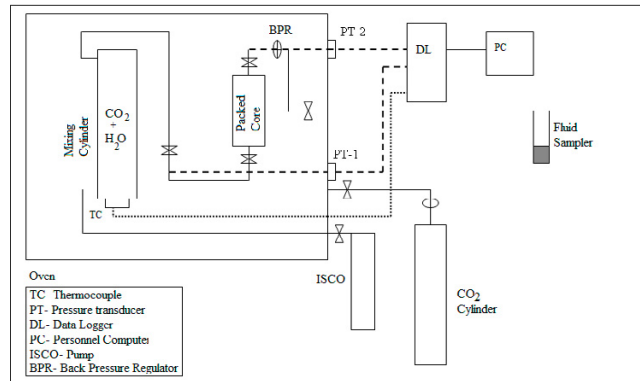 BPR
PT 2
DL
PC
Mixing
Cylinder
CO2
+
H2O
Packed
Core
Fluid
Sampler
PT-1
TC
ISCO
CO2
Cylinder
Oven
TC Thermocouple
PT- Pressure transducer
DL- Data Logger
PC- Personnel Computer
ISCO- Pump
BPR- Back Pressure Regulator